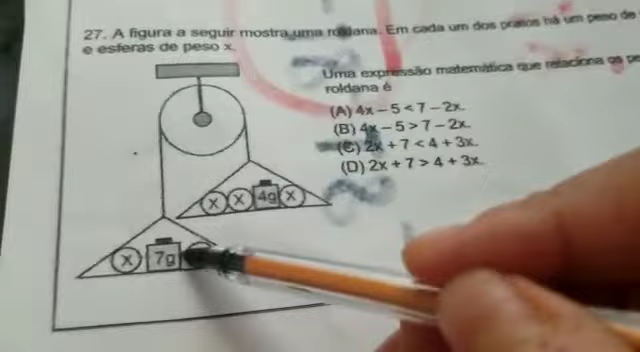 27. A figura a seguir mostra uma roldana. Em cada um dos pratos há um peso de
e esferas de peso x.
Uma expressão matemática que relaciona os
roldana é
(A) 4x – 5 < 7 – 2x.
(B) 4x – 5 > 7 – 2x.
(C) 2x + 7 < 4 + 3x.
(D) 2x + 7 > 4 + 3x.
X X 4g X
X 7g